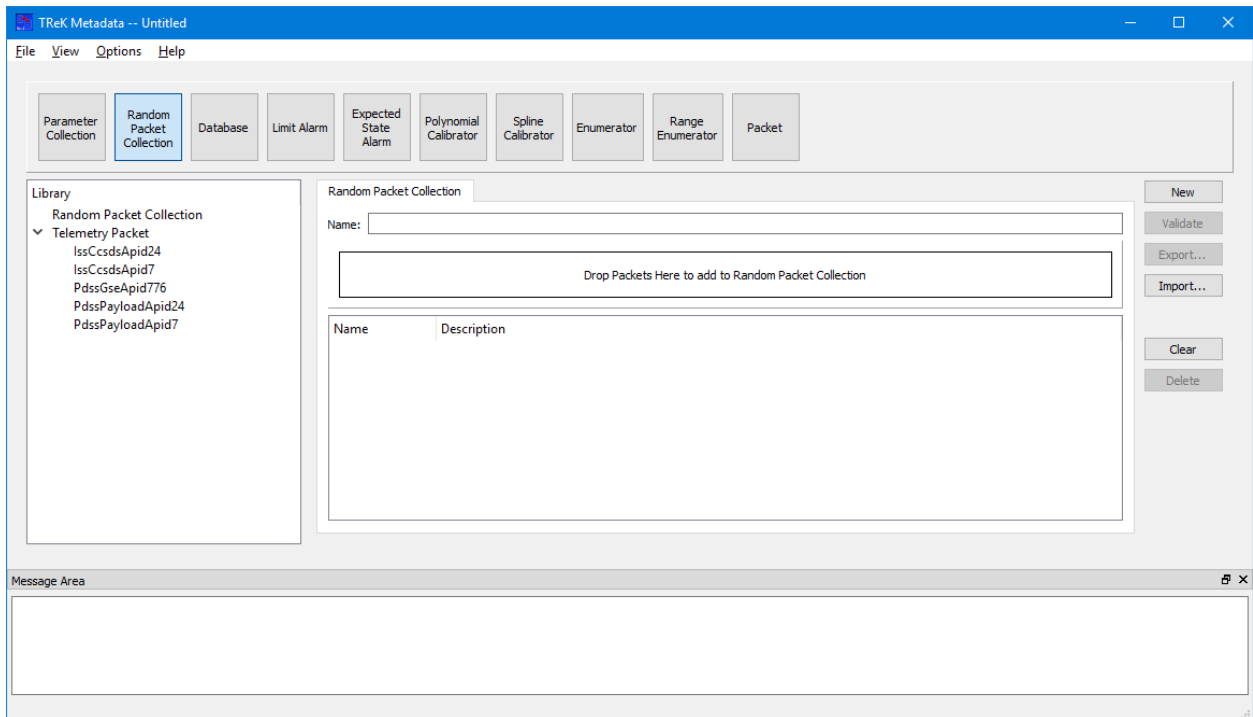 TReK Metadata -- Untitled
File View Options Help
Parameter Collection
Random Packet Collection
Database
Limit Alarm
Expected State Alarm
Polynomial Calibrator
Spline Calibrator
Enumerator
Range Enumerator
Packet
Library
Random Packet Collection
Telemetry Packet
IssCcsdsApid24
IssCcsdsApid7
PdssGseApid776
PdssPayloadApid24
PdssPayloadApid7
Random Packet Collection
Name:
Drop Packets Here to add to Random Packet Collection
Name Description
New
Validate
Export...
Import...
Clear
Delete
Message Area